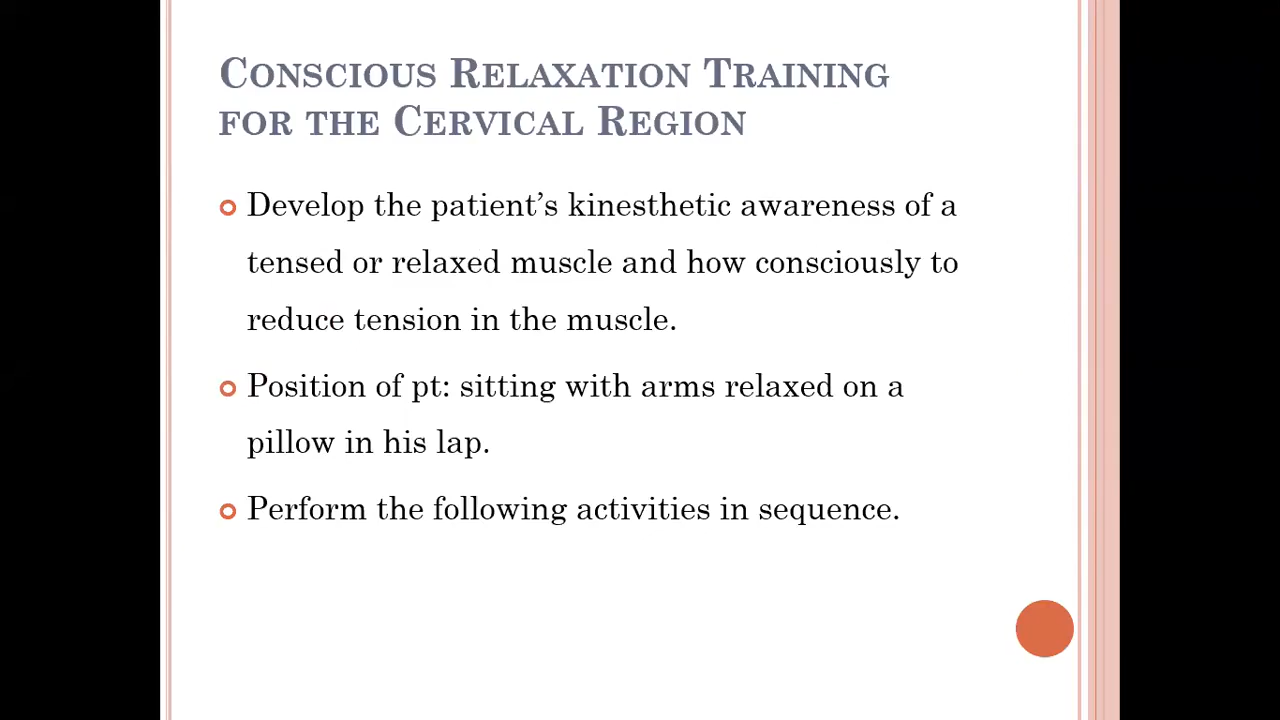 Conscious Relaxation Training
for the Cervical Region
Develop the patient’s kinesthetic awareness of a
tensed or relaxed muscle and how consciously to
reduce tension in the muscle.
Position of pt: sitting with arms relaxed on a
pillow in his lap.
Perform the following activities in sequence.